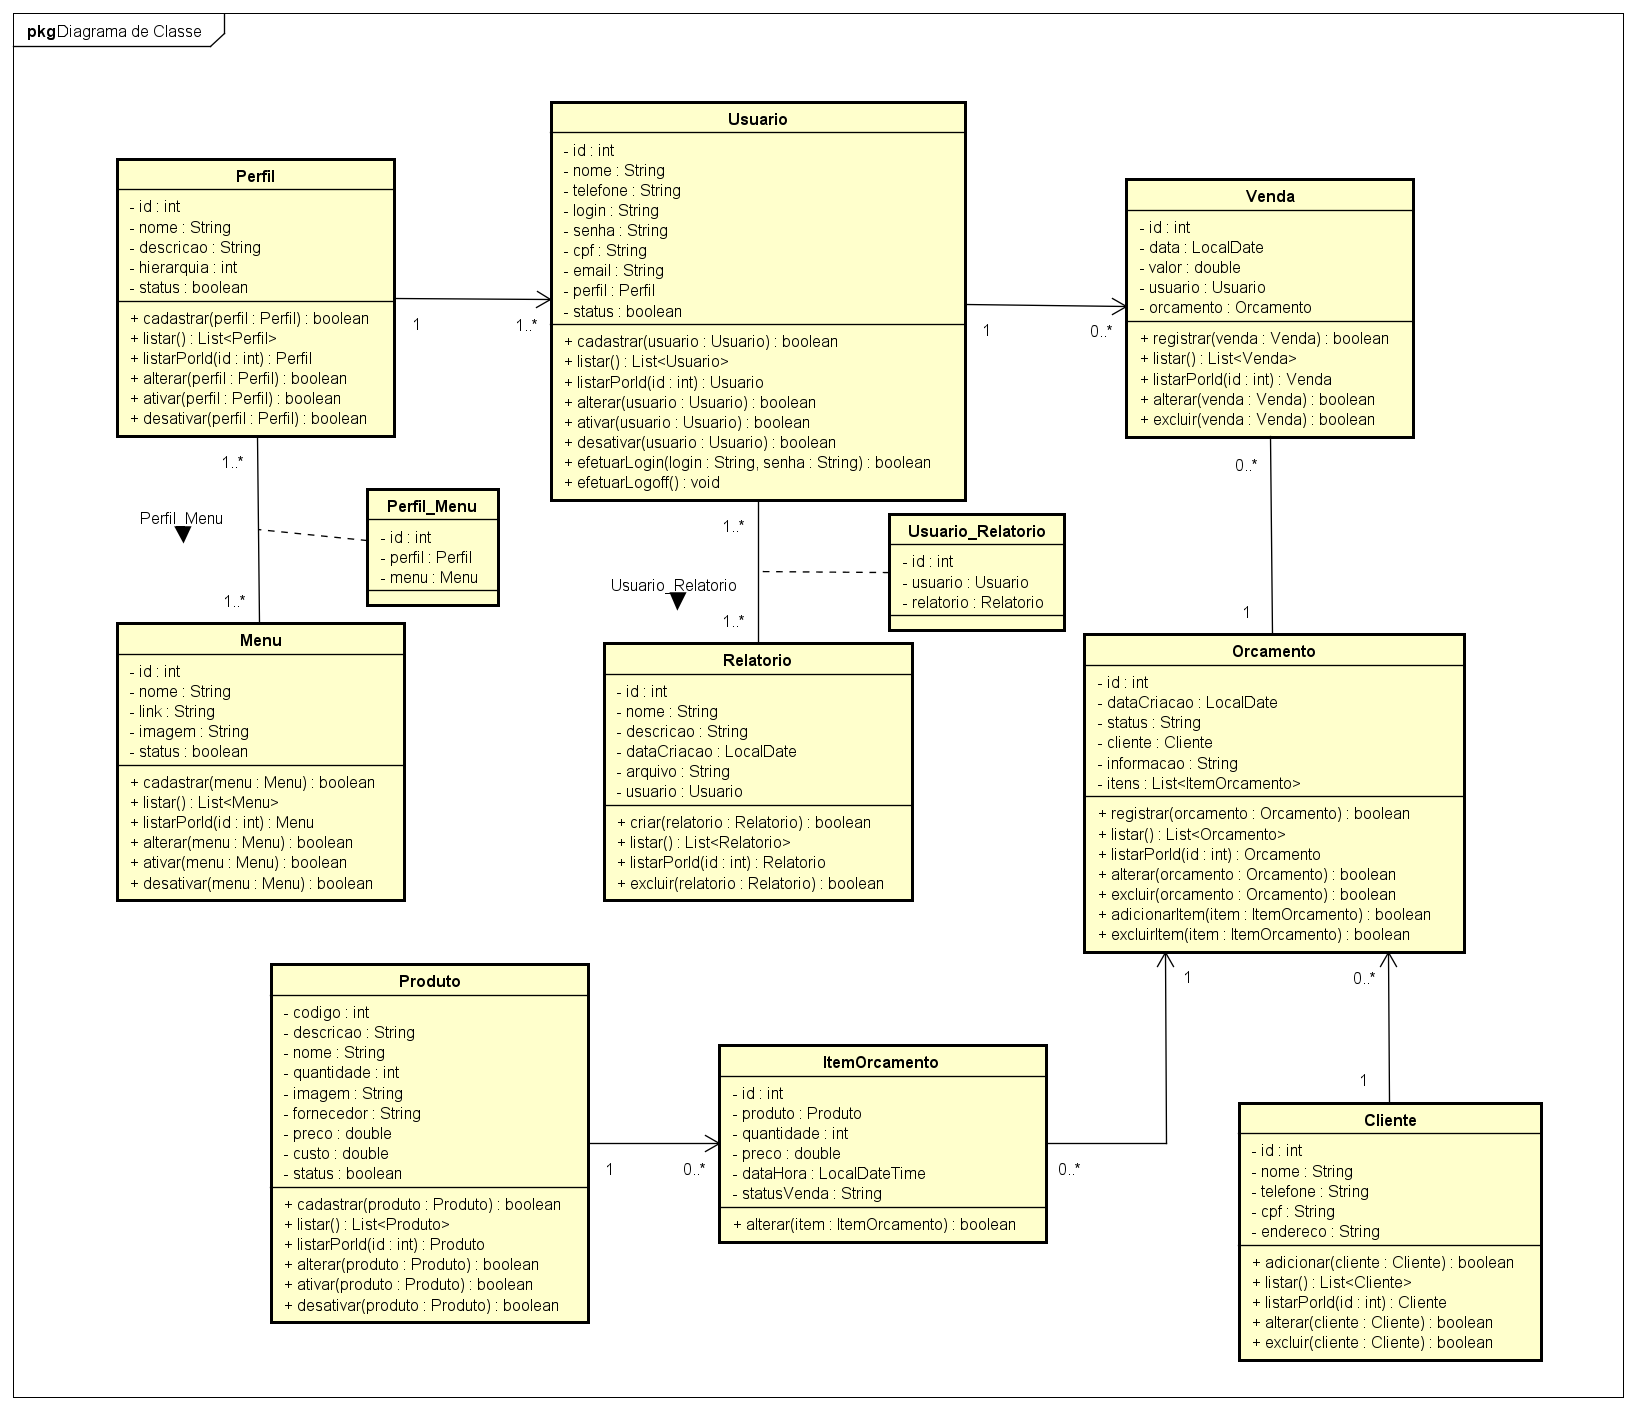 pkg Diagrama de Classe
Perfil
- id : int
- nome : String
- descricao : String
- hierarquia : int
- status : boolean
+ cadastrar(perfil : Perfil) : boolean
+ listar() : List<Perfil>
+ listarPorId(id : int) : Perfil
+ alterar(perfil : Perfil) : boolean
+ ativar(perfil : Perfil) : boolean
+ desativar(perfil : Perfil) : boolean
1
1..*
Usuario
- id : int
- nome : String
- telefone : String
- login : String
- senha : String
- cpf : String
- email : String
- perfil : Perfil
- status : boolean
+ cadastrar(usuario : Usuario) : boolean
+ listar() : List<Usuario>
+ listarPorId(id : int) : Usuario
+ alterar(usuario : Usuario) : boolean
+ ativar(usuario : Usuario) : boolean
+ desativar(usuario : Usuario) : boolean
+ efetuarLogin(login : String, senha : String) : boolean
+ efetuarLogoff() : void
1
0..*
Venda
- id : int
- data : LocalDate
- valor : double
- usuario : Usuario
- orcamento : Orcamento
+ registrar(venda : Venda) : boolean
+ listar() : List<Venda>
+ listarPorId(id : int) : Venda
+ alterar(venda : Venda) : boolean
+ excluir(venda : Venda) : boolean
1..*
Perfil_Menu
1..*
Perfil_Menu
- id : int
- perfil : Perfil
- menu : Menu
1..*
Usuario_Relatorio
1..*
Usuario_Relatorio
- id : int
- usuario : Usuario
- relatorio : Relatorio
0..*
1
Menu
- id : int
- nome : String
- link : String
- imagem : String
- status : boolean
+ cadastrar(menu : Menu) : boolean
+ listar() : List<Menu>
+ listarPorId(id : int) : Menu
+ alterar(menu : Menu) : boolean
+ ativar(menu : Menu) : boolean
+ desativar(menu : Menu) : boolean
Relatorio
- id : int
- nome : String
- descricao : String
- dataCriacao : LocalDate
- arquivo : String
- usuario : Usuario
+ criar(relatorio : Relatorio) : boolean
+ listar() : List<Relatorio>
+ listarPorId(id : int) : Relatorio
+ excluir(relatorio : Relatorio) : boolean
Orcamento
- id : int
- dataCriacao : LocalDate
- status : String
- cliente : Cliente
- informacao : String
- itens : List<ItemOrcamento>
+ registrar(orcamento : Orcamento) : boolean
+ listar() : List<Orcamento>
+ listarPorId(id : int) : Orcamento
+ alterar(orcamento : Orcamento) : boolean
+ excluir(orcamento : Orcamento) : boolean
+ adicionarItem(item : ItemOrcamento) : boolean
+ excluirItem(item : ItemOrcamento) : boolean
Produto
- codigo : int
- descricao : String
- nome : String
- quantidade : int
- imagem : String
- fornecedor : String
- preco : double
- custo : double
- status : boolean
+ cadastrar(produto : Produto) : boolean
+ listar() : List<Produto>
+ listarPorId(id : int) : Produto
+ alterar(produto : Produto) : boolean
+ ativar(produto : Produto) : boolean
+ desativar(produto : Produto) : boolean
1
0..*
ItemOrcamento
- id : int
- produto : Produto
- quantidade : int
- preco : double
- dataHora : LocalDateTime
- statusVenda : String
+ alterar(item : ItemOrcamento) : boolean
0..*
1
0..*
1
Cliente
- id : int
- nome : String
- telefone : String
- cpf : String
- endereco : String
+ adicionar(cliente : Cliente) : boolean
+ listar() : List<Cliente>
+ listarPorId(id : int) : Cliente
+ alterar(cliente : Cliente) : boolean
+ excluir(cliente : Cliente) : boolean